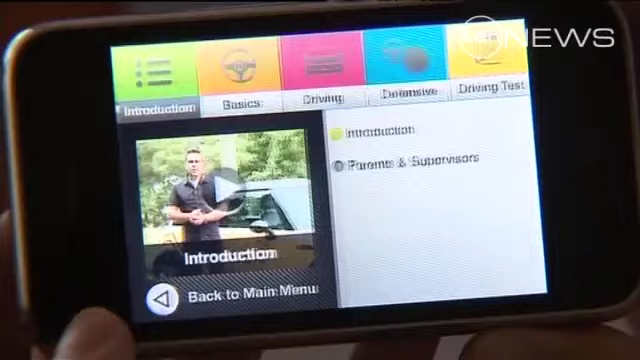 NEWS
Introduction
Basics
Driving
Defensive
Driving Test
Introduction
Parents & Supervisors
Introduction
Back to Main Menu